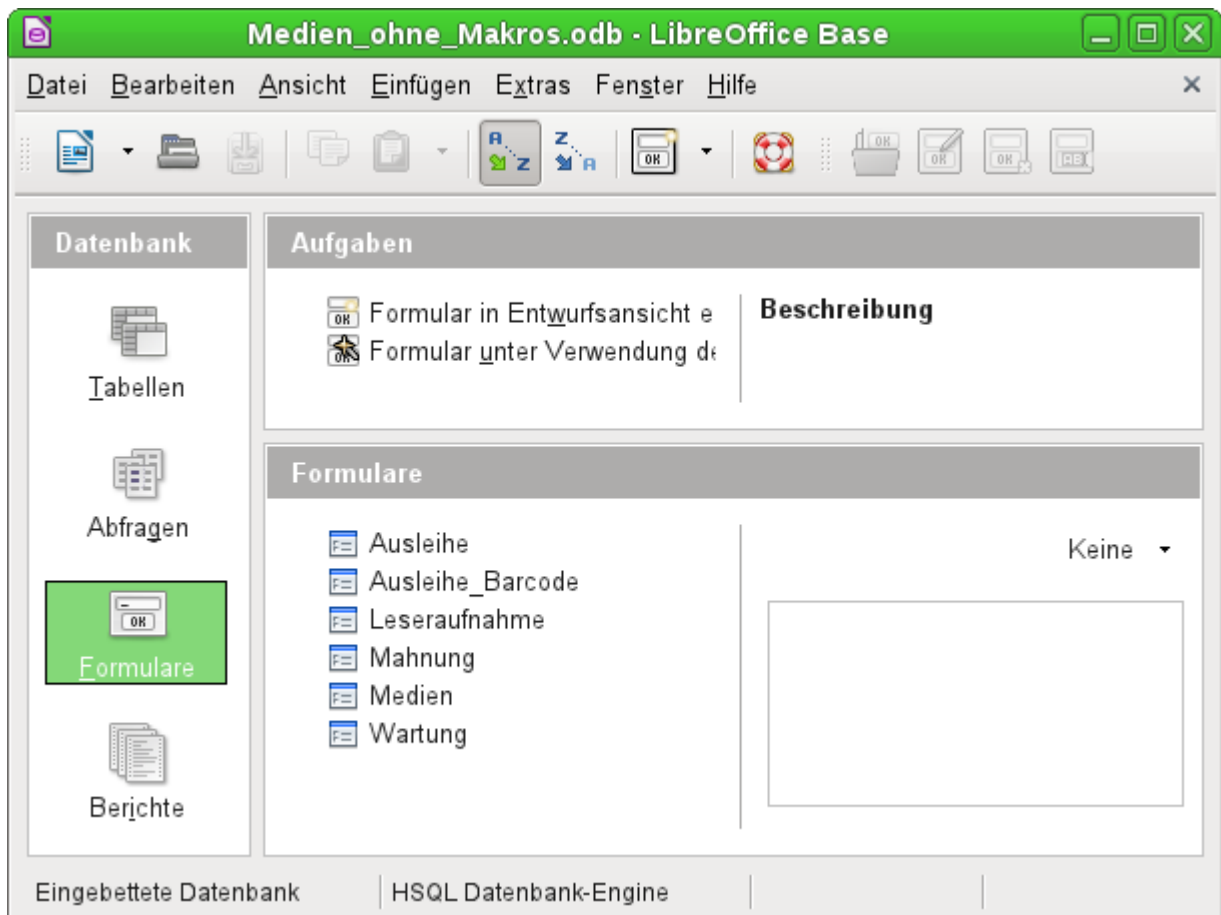 Medien_ohne_Makros.odb - LibreOffice Base
Datei Bearbeiten Ansicht Einfügen Extras Fenster Hilfe
Datenbank
Tabellen
Abfragen
Formulare
Berichte
Aufgaben
Formular in Entwurfsansicht e
Formular unter Verwendung de
Beschreibung
Formulare
Ausleihe
Ausleihe_Barcode
Leseraufnahme
Mahnung
Medien
Wartung
Keine
Eingebettete Datenbank
HSQL Datenbank-Engine